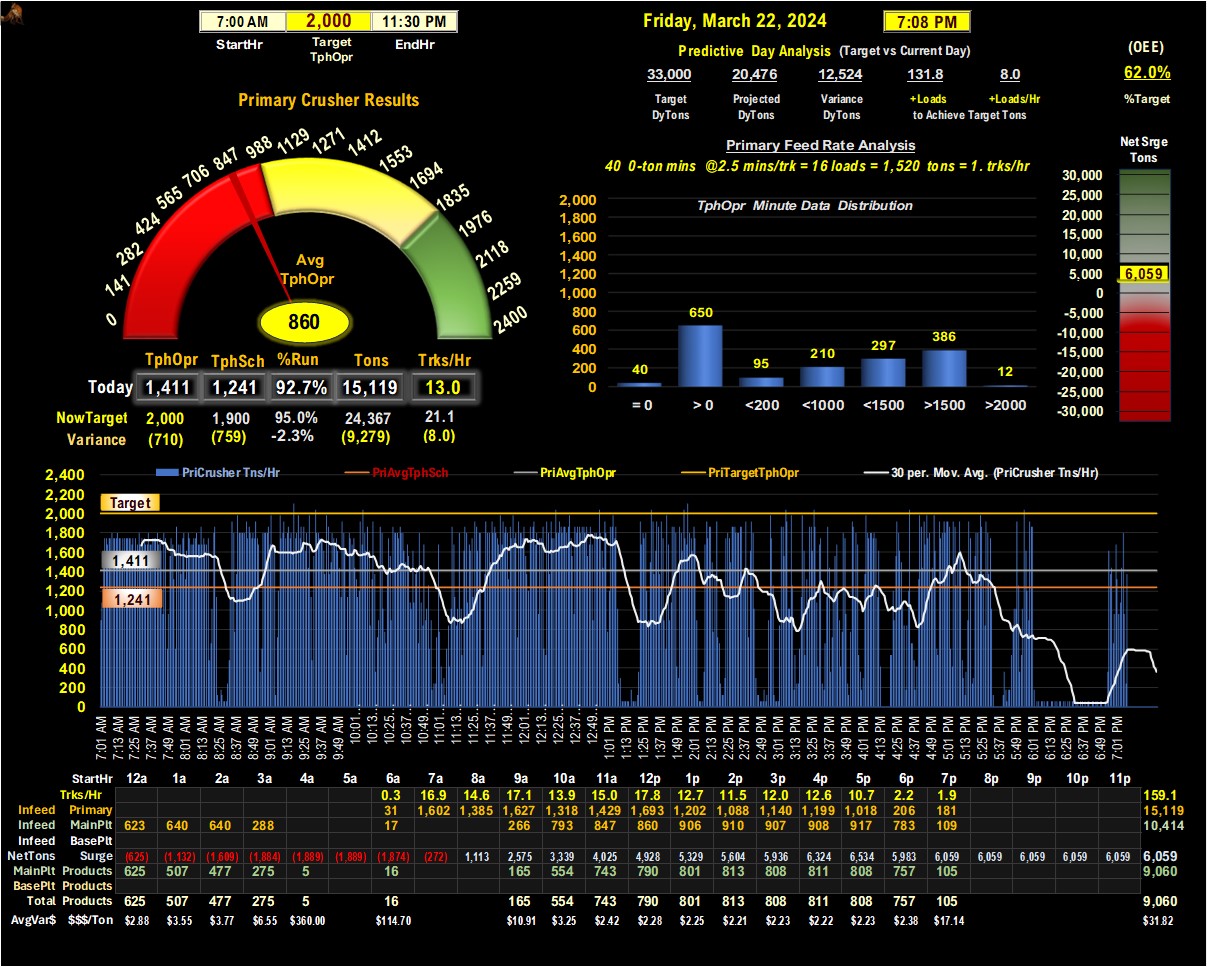 7:00 AM 2,000 11:30 PM
StartHr Target TphOpr EndHr
Friday, March 22, 2024 7:08 PM
Predictive Day Analysis (Target vs Current Day)
33,000 20,476 12,524 131.8 8.0
Target Projected Variance +Loads +Loads/Hr
DyTons DyTons DyTons to Achieve Target Tons
(OEE)
62.0%
%Target
Primary Crusher Results
0 141 282 424 565 706 847 988 1129 1271 1412 1553 1694 1835 1976 2118 2259 2400
Avg
TphOpr
860
Primary Feed Rate Analysis
40 0-ton mins @2.5 mins/trk = 16 loads = 1,520 tons = 1. trks/hr
TphOpr Minute Data Distribution
2,000
1,800
1,600
1,400
1,200
1,000
800
600
400
200
0
40 650 95 210 297 386 12
= 0 > 0 <200 <1000 <1500 >1500 >2000
Net Srge
Tons
30,000
25,000
20,000
15,000
10,000
5,000
0
-5,000
-10,000
-15,000
-20,000
-25,000
-30,000
6,059
TphOpr TphSch %Run Tons Trks/Hr
Today 1,411 1,241 92.7% 15,119 13.0
NowTarget 2,000 1,900 95.0% 24,367 21.1
Variance (710) (759) -2.3% (9,279) (8.0)
PriCrusher Tns/Hr PriAvgTphSch PriAvgTphOpr PriTargetTphOpr 30 per. Mov. Avg. (PriCrusher Tns/Hr)
2,400
2,200
2,000
1,800
1,600
1,400
1,200
1,000
800
600
400
200
0
Target
1,411
1,241
7:01 AM 7:13 AM 7:25 AM 7:37 AM 7:49 AM 8:01 AM 8:13 AM 8:25 AM 8:37 AM 8:49 AM 9:01 AM 9:13 AM 9:25 AM 9:37 AM 9:49 AM 10:01... 10:13... 10:25... 10:37... 10:49... 11:01... 11:13... 11:25... 11:37... 11:49... 12:01... 12:13... 12:25... 12:37... 12:49... 1:01 PM 1:13 PM 1:25 PM 1:37 PM 1:49 PM 2:01 PM 2:13 PM 2:25 PM 2:37 PM 2:49 PM 3:01 PM 3:13 PM 3:25 PM 3:37 PM 3:49 PM 4:01 PM 4:13 PM 4:25 PM 4:37 PM 4:49 PM 5:01 PM 5:13 PM 5:25 PM 5:37 PM 5:49 PM 6:01 PM 6:13 PM 6:25 PM 6:37 PM 6:49 PM 7:01 PM
StartHr 12a 1a 2a 3a 4a 5a 6a 7a 8a 9a 10a 11a 12p 1p 2p 3p 4p 5p 6p 7p 8p 9p 10p 11p
Trks/Hr 0.3 16.9 14.6 17.1 13.9 15.0 17.8 12.7 11.5 12.0 12.6 10.7 2.2 1.9 159.1
Infeed Primary 31 1,602 1,385 1,627 1,318 1,429 1,693 1,202 1,088 1,140 1,199 1,018 206 181 15,119
Infeed MainPlt 623 640 640 288 17 266 793 847 860 906 910 907 908 917 783 109 10,414
Infeed BasePlt
NetTons Surge (625) (1,132) (1,609) (1,884) (1,889) (1,889) (1,874) (272) 1,113 2,575 3,339 4,025 4,928 5,329 5,604 5,936 6,324 6,534 5,983 6,059 6,059 6,059 6,059 6,059 6,059
MainPlt Products 625 507 477 275 5 16 165 554 743 790 801 813 808 811 808 757 105 9,060
BasePlt Products
Total Products 625 507 477 275 5 16 165 554 743 790 801 813 808 811 808 757 105 9,060
AvgVar$ $$$/Ton $2.88 $3.55 $3.77 $6.55 $360.00 $114.70 $10.91 $3.25 $2.42 $2.28 $2.25 $2.21 $2.23 $2.22 $2.23 $2.38 $17.14 $31.82